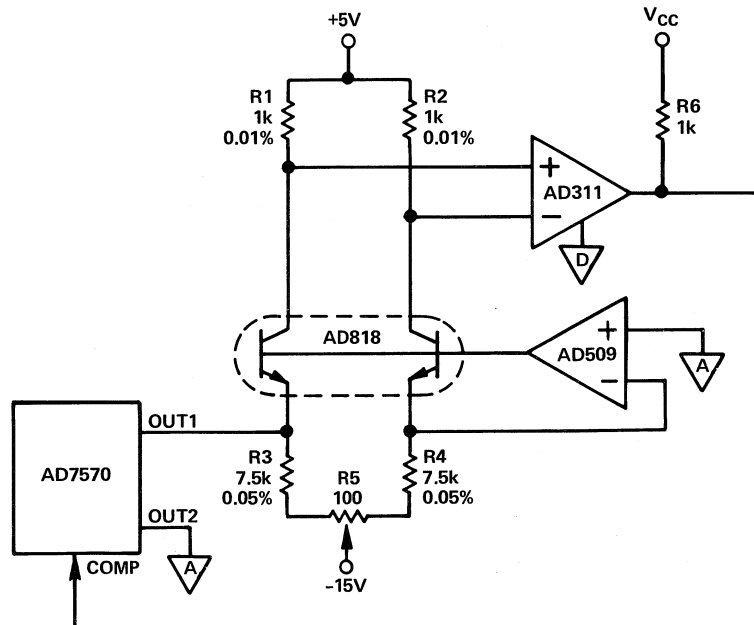 +5V
VCC
R1
1k
0.01%
R2
1k
0.01%
R6
1k
+
AD311
−
D
AD818
+
AD509
−
A
AD7570
OUT1
OUT2
COMP
A
R3
7.5k
0.05%
R5
100
R4
7.5k
0.05%
−15V